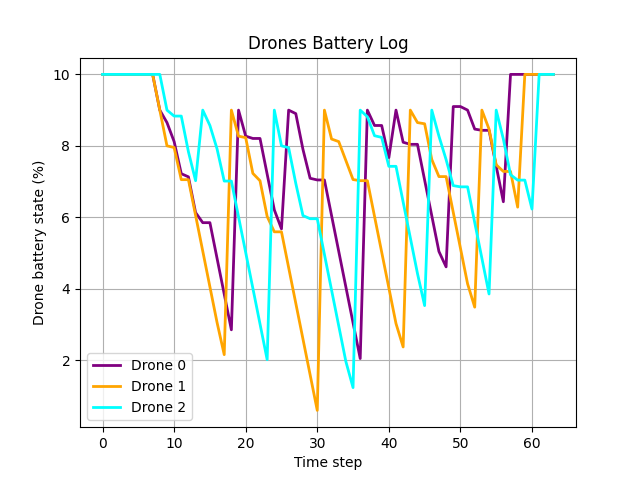 Drones Battery Log
Drone battery state (%)
10
8
6
4
2
Drone 0
Drone 1
Drone 2
0 10 20 30 40 50 60
Time step